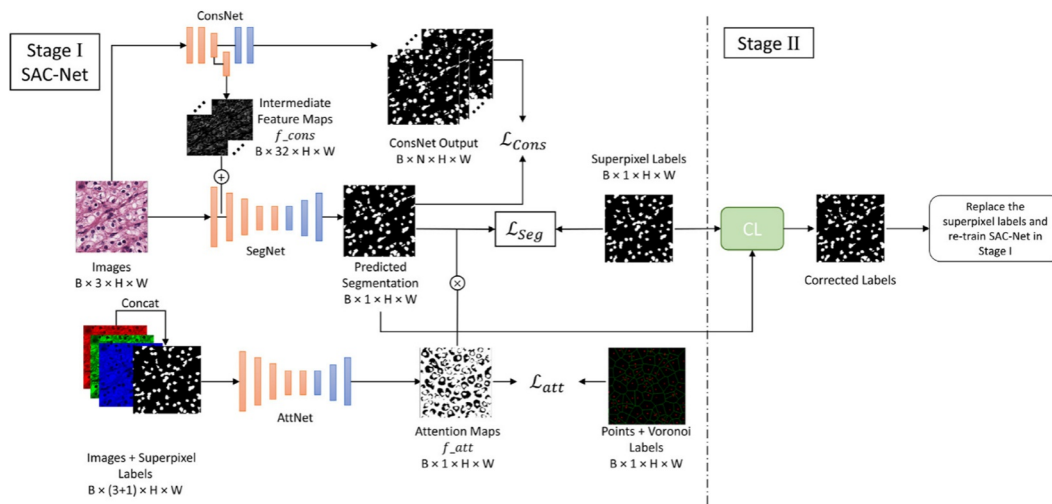 Stage I
SAC-Net
ConsNet
Intermediate
Feature Maps
f_cons
B × 32 × H × W
ConsNet Output
B × N × H × W
ℒ_Cons
Stage II
Images
B × 3 × H × W
SegNet
Predicted
Segmentation
B × 1 × H × W
ℒ_Seg
Superpixel Labels
B × 1 × H × W
CL
Corrected Labels
Replace the
superpixel labels and
re-train SAC-Net in
Stage I
Concat
Images + Superpixel
Labels
B × (3+1) × H × W
AttNet
Attention Maps
f_att
B × 1 × H × W
ℒ_att
Points + Voronoi
Labels
B × 1 × H × W